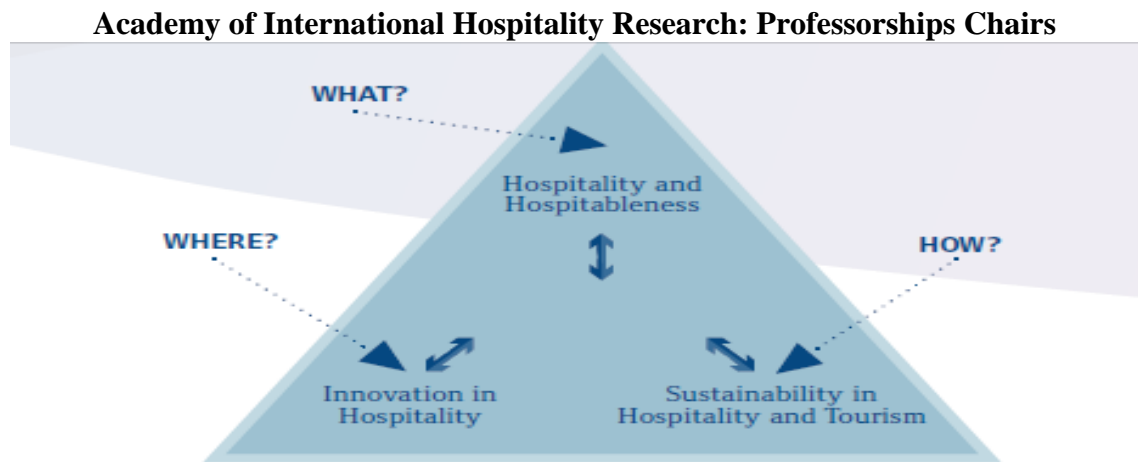 Academy of International Hospitality Research: Professorships Chairs
WHAT?
Hospitality and
Hospitableness
WHERE?
HOW?
Innovation in
Hospitality
Sustainability in
Hospitality and Tourism